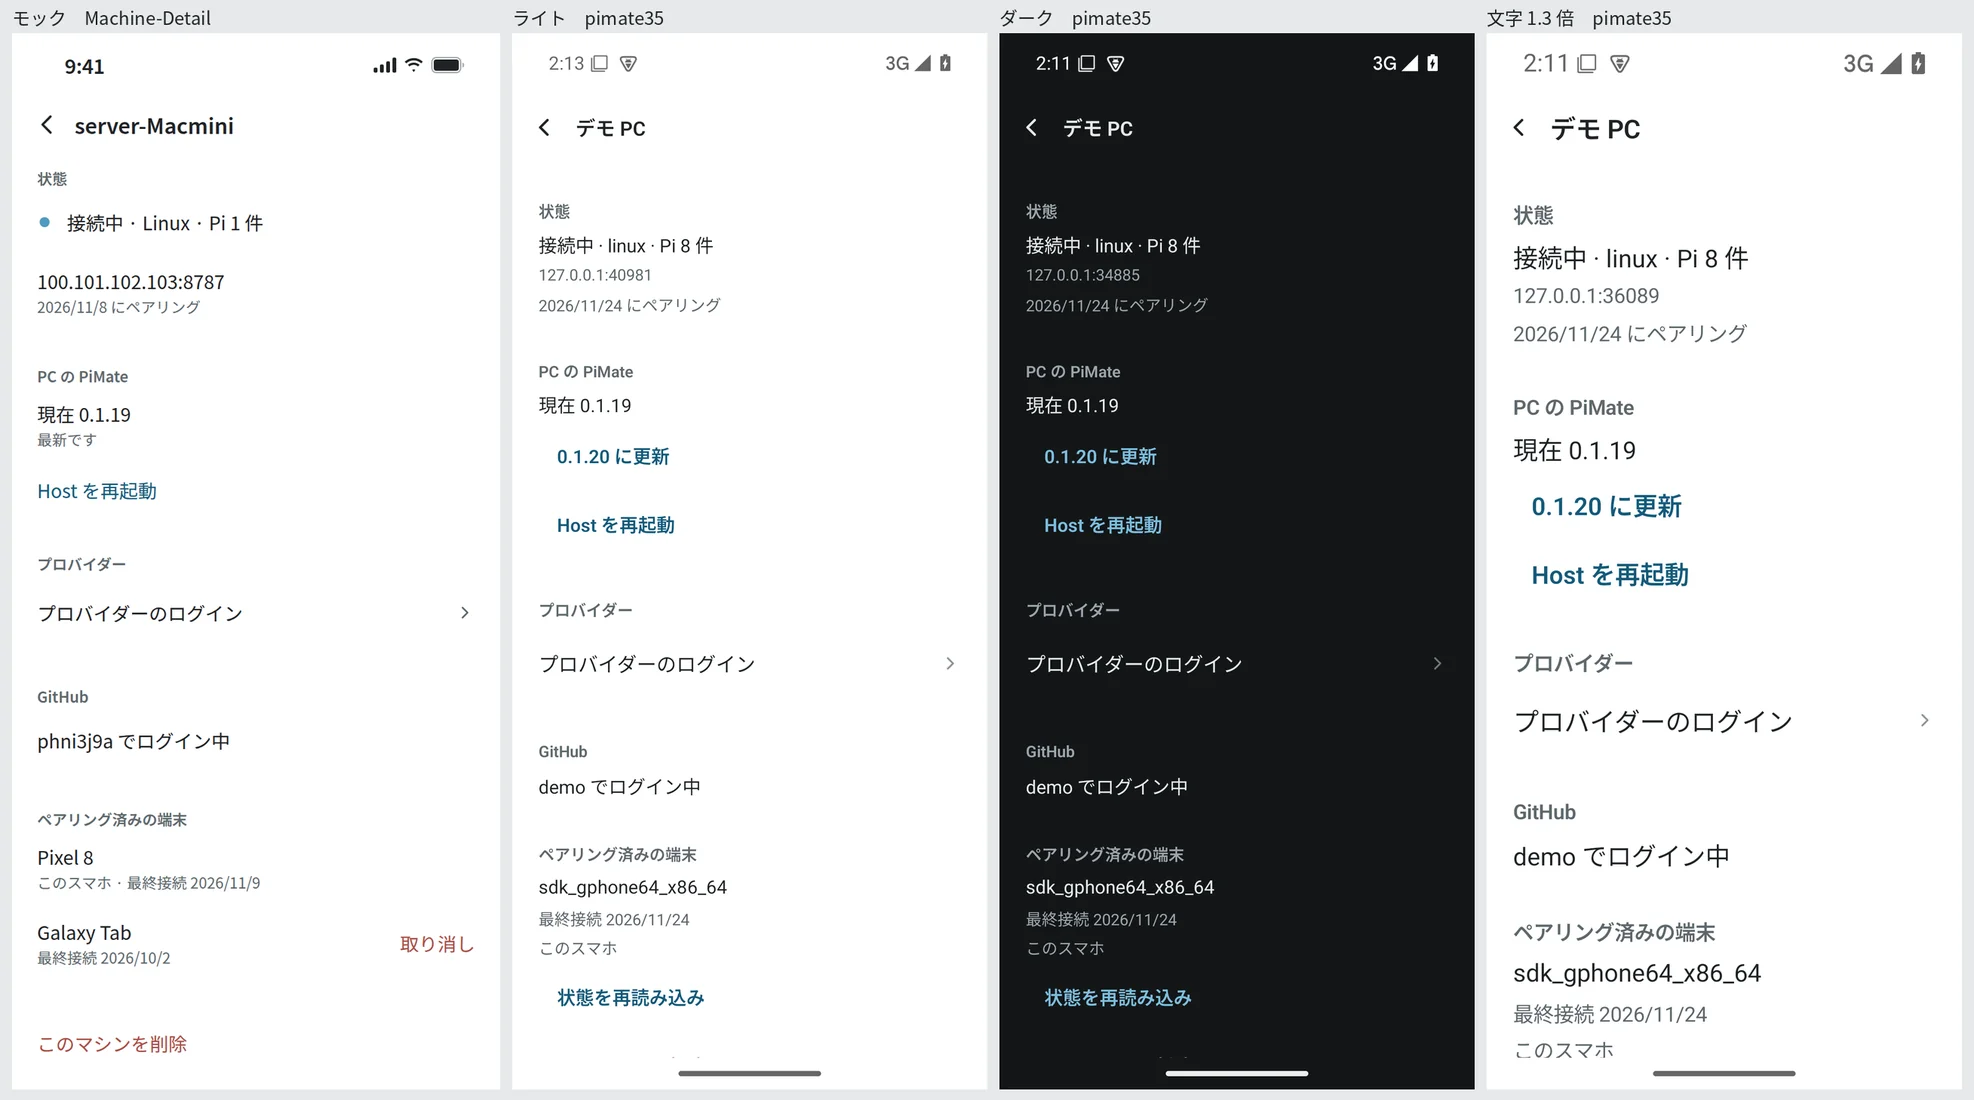 モック Machine-Detail
9:41
server-Macmini
状態
接続中 · Linux · Pi 1 件
100.101.102.103:8787
2026/11/8 にペアリング
PC の PiMate
現在 0.1.19
最新です
Host を再起動
プロバイダー
プロバイダーのログイン
GitHub
phni3j9a でログイン中
ペアリング済みの端末
Pixel 8
このスマホ · 最終接続 2026/11/9
Galaxy Tab
最終接続 2026/10/2
取り消し
このマシンを削除
ライト pimate35
2:13
3G
デモ PC
状態
接続中 · linux · Pi 8 件
127.0.0.1:40981
2026/11/24 にペアリング
PC の PiMate
現在 0.1.19
0.1.20 に更新
Host を再起動
プロバイダー
プロバイダーのログイン
GitHub
demo でログイン中
ペアリング済みの端末
sdk_gphone64_x86_64
最終接続 2026/11/24
このスマホ
状態を再読み込み
ダーク pimate35
2:11
3G
デモ PC
状態
接続中 · linux · Pi 8 件
127.0.0.1:34885
2026/11/24 にペアリング
PC の PiMate
現在 0.1.19
0.1.20 に更新
Host を再起動
プロバイダー
プロバイダーのログイン
GitHub
demo でログイン中
ペアリング済みの端末
sdk_gphone64_x86_64
最終接続 2026/11/24
このスマホ
状態を再読み込み
文字 1.3 倍 pimate35
2:11
3G
デモ PC
状態
接続中 · linux · Pi 8 件
127.0.0.1:36089
2026/11/24 にペアリング
PC の PiMate
現在 0.1.19
0.1.20 に更新
Host を再起動
プロバイダー
プロバイダーのログイン
GitHub
demo でログイン中
ペアリング済みの端末
sdk_gphone64_x86_64
最終接続 2026/11/24
このスマホ